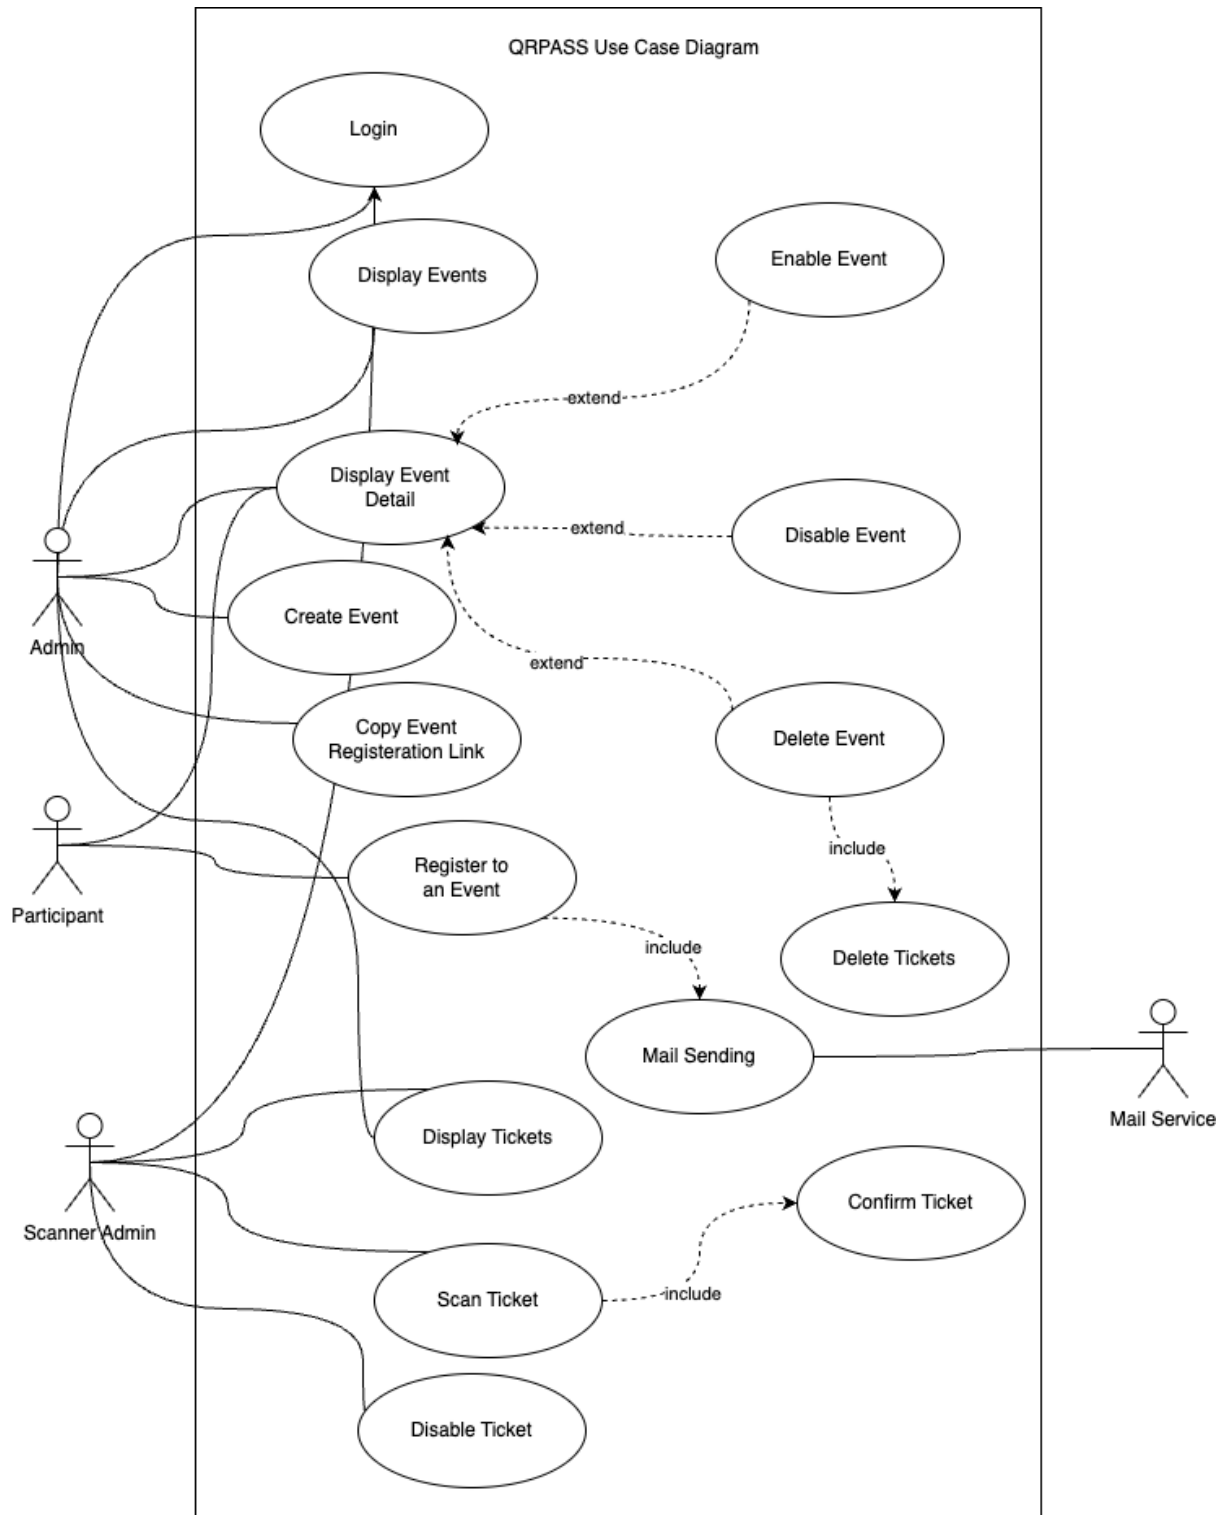 QRPASS Use Case Diagram
Login
Display Events
Enable Event
extend
Display Event
Detail
extend
Disable Event
Create Event
Admin
extend
Copy Event
Registeration Link
Delete Event
include
Register to
an Event
Participant
include
Delete Tickets
Mail Sending
Mail Service
Display Tickets
Confirm Ticket
Scanner Admin
Scan Ticket
include
Disable Ticket